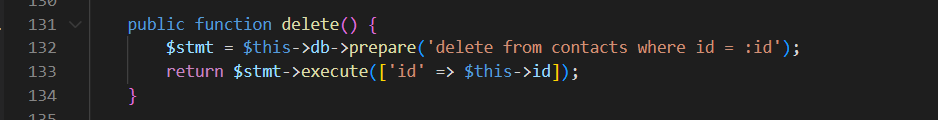 130
131 public function delete() {
132 $stmt = $this->db->prepare('delete from contacts where id = :id');
133 return $stmt->execute(['id' => $this->id]);
134 }
135